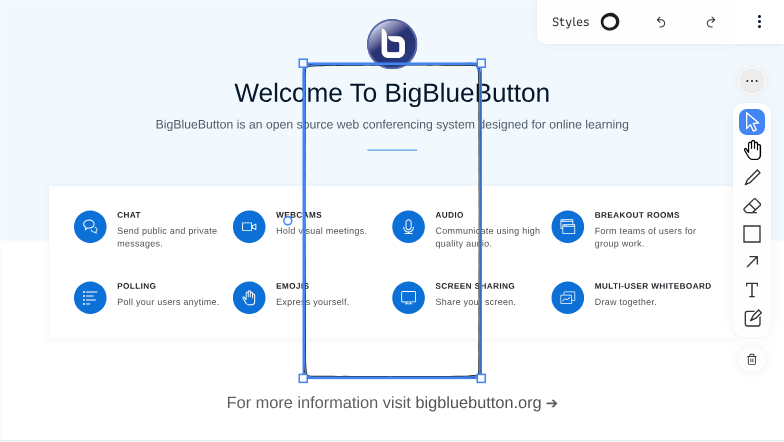 Styles
b
Welcome To BigBlueButton
BigBlueButton is an open source web conferencing system designed for online learning
CHAT
Send public and private
messages.
WEBCAMS
Hold visual meetings.
AUDIO
Communicate using high
quality audio.
BREAKOUT ROOMS
Form teams of users for
group work.
POLLING
Poll your users anytime.
EMOJIS
Express yourself.
SCREEN SHARING
Share your screen.
MULTI-USER WHITEBOARD
Draw together.
For more information visit bigbluebutton.org →